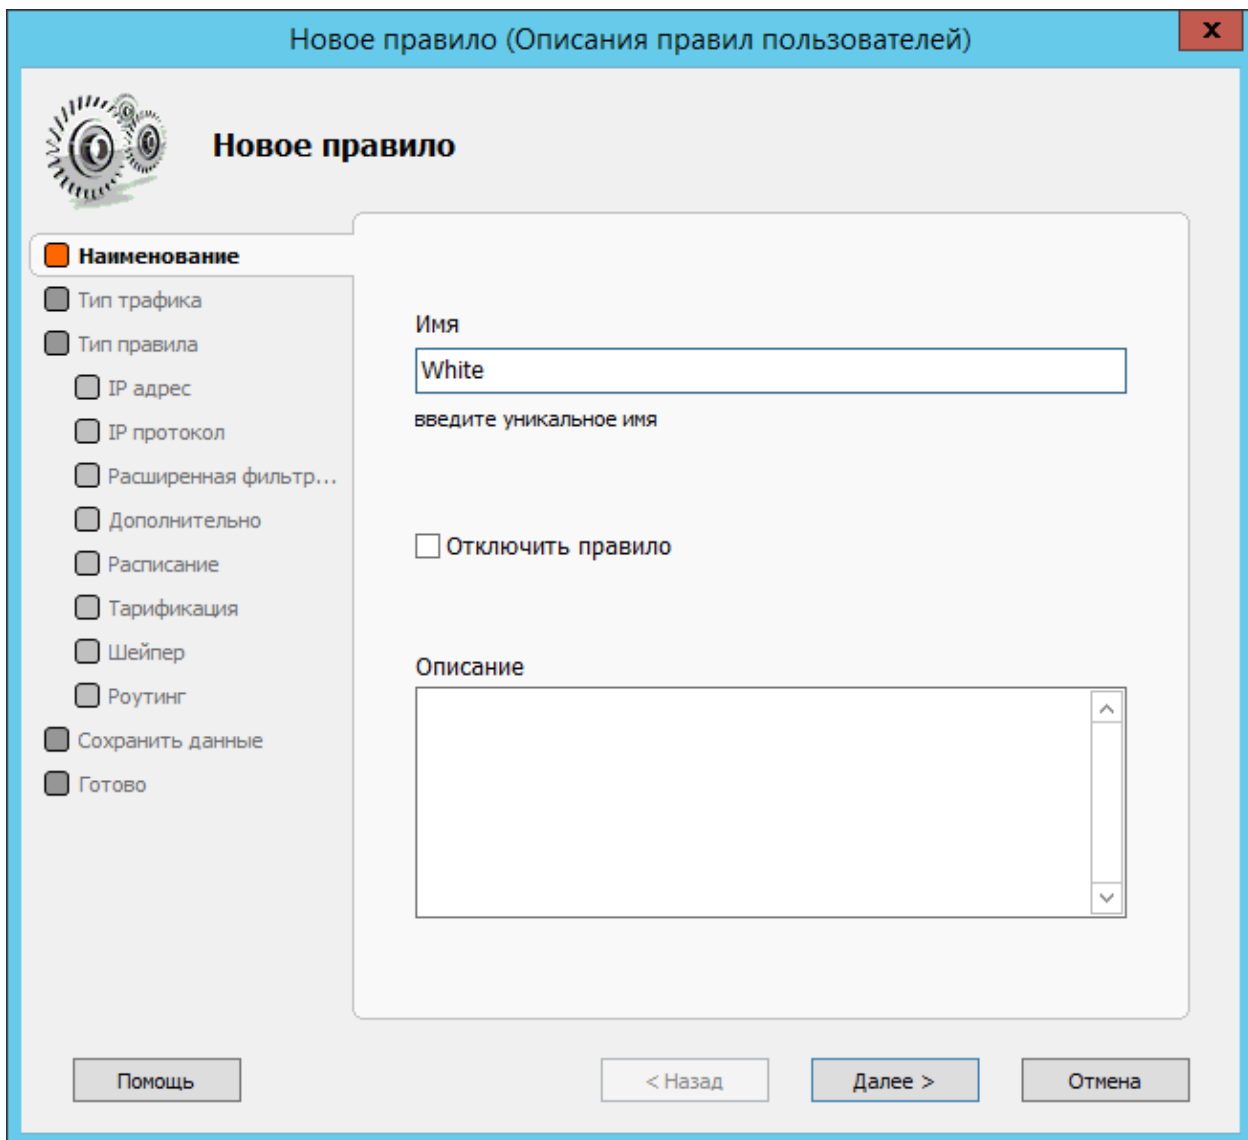 Новое правило (Описания правил пользователей)
x
Новое правило
Наименование
Тип трафика
Тип правила
IP адрес
IP протокол
Расширенная фильтр...
Дополнительно
Расписание
Тарификация
Шейпер
Роутинг
Сохранить данные
Готово
Имя
White
введите уникальное имя
Отключить правило
Описание
Помощь
< Назад
Далее >
Отмена